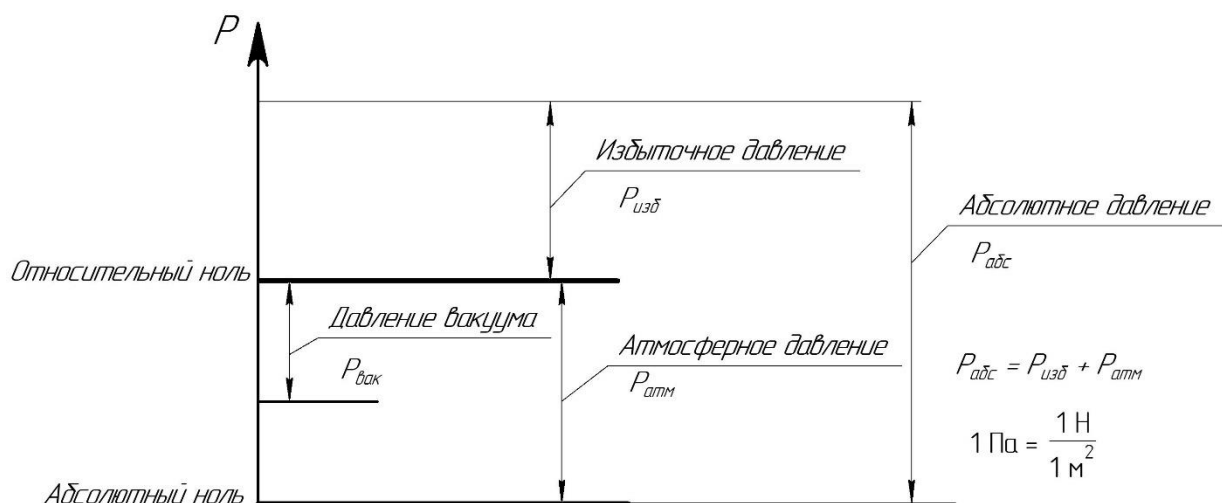 P
Избыточное давление
Pизб
Абсолютное давление
Pабс
Относительный ноль
Давление вакуума
Pвак
Атмосферное давление
Pатм
Pабс = Pизб + Pатм
1 Па = 1 Н / 1 м²
Абсолютный ноль